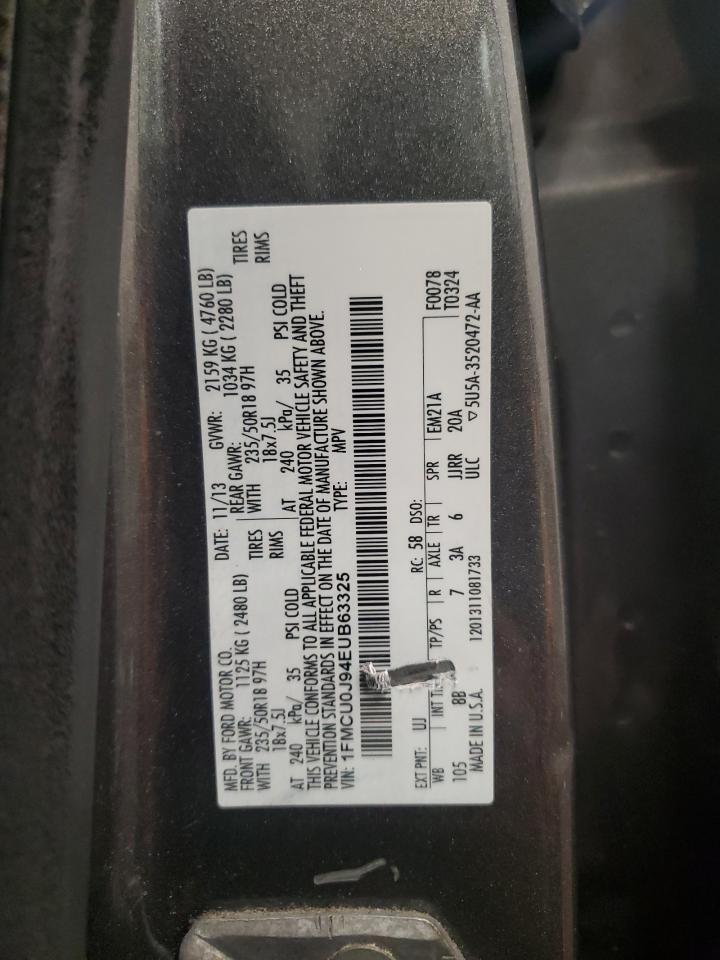 MFD. BY FORD MOTOR CO. DATE: 11/13 GVWR: 2159 KG ( 4760 LB)
FRONT GAWR: 1125 KG ( 2480 LB) REAR GAWR: 1034 KG ( 2280 LB)
WITH 235/50R18 97H TIRES WITH 235/50R18 97H TIRES
18x7.5J RIMS 18x7.5J RIMS
AT 240 kPa/ 35 PSI COLD AT 240 kPa/ 35 PSI COLD
THIS VEHICLE CONFORMS TO ALL APPLICABLE FEDERAL MOTOR VEHICLE SAFETY AND THEFT
PREVENTION STANDARDS IN EFFECT ON THE DATE OF MANUFACTURE SHOWN ABOVE.
VIN: 1FMCU0J94EUB63325 TYPE: MPV
EXT PNT: UJ RC: 58 DSO: F0078
WB INT TP/PS R AXLE TR SPR EM21A T0324
105 8B 7 3A 6 JJRR 20A
MADE IN U.S.A. 1201311081733 ULC ▽5U5A-3520472-AA